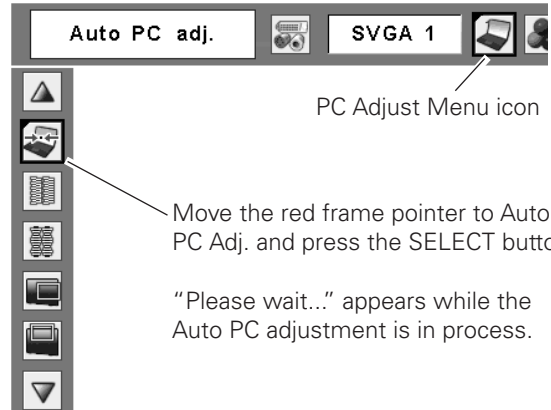 Auto PC adj.
SVGA 1
PC Adjust Menu icon
Move the red frame pointer to Auto
PC Adj. and press the SELECT butto
“Please wait...” appears while the
Auto PC adjustment is in process.